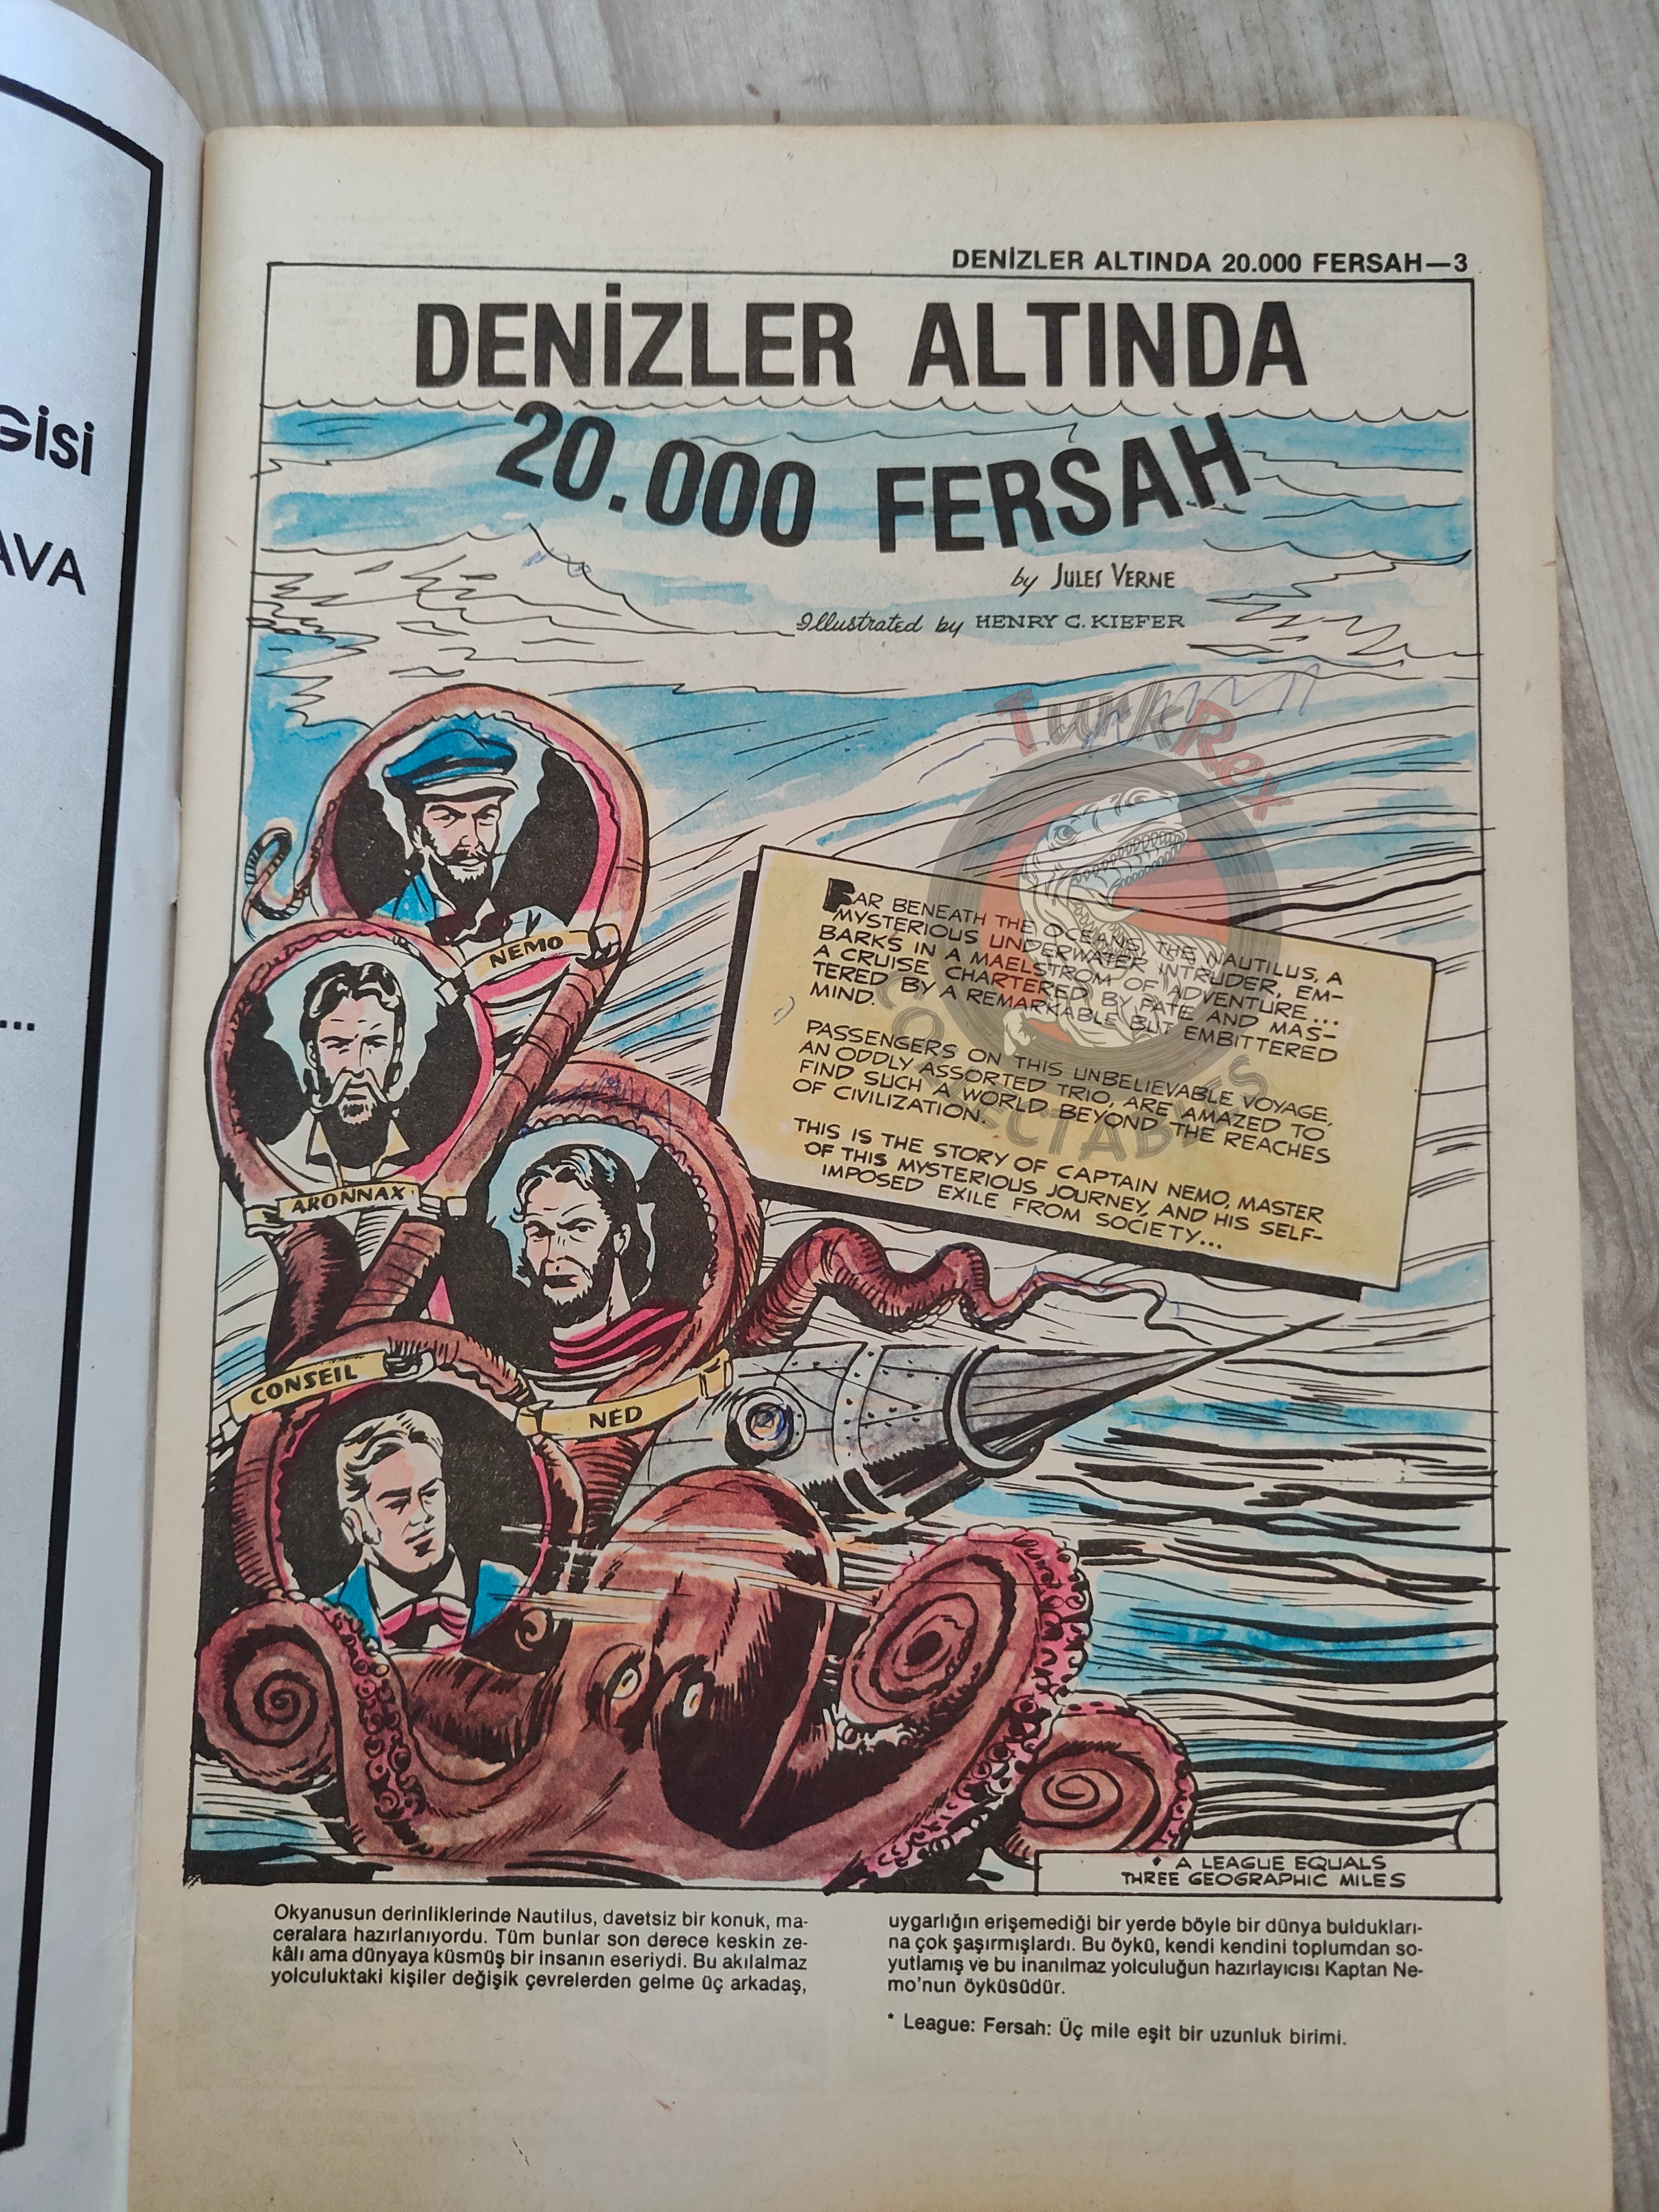 GİSİ
AVA
...
DENİZLER ALTINDA 20.000 FERSAH—3
DENİZLER ALTINDA
20.000 FERSAH
by JULES VERNE
Illustrated by HENRY C. KIEFER
TurkRex
COLLECTABLES
NEMO
ARONNAX
CONSEIL
NED
FAR BENEATH THE OCEANS, THE NAUTILUS, A
MYSTERIOUS UNDERWATER INTRUDER, EM-
BARKS IN A MAELSTROM OF ADVENTURE...
A CRUISE CHARTERED BY FATE AND MAS-
TERED BY A REMARKABLE BUT EMBITTERED
MIND.
PASSENGERS ON THIS UNBELIEVABLE VOYAGE,
AN ODDLY ASSORTED TRIO, ARE AMAZED TO
FIND SUCH A WORLD BEYOND THE REACHES
OF CIVILIZATION.
THIS IS THE STORY OF CAPTAIN NEMO, MASTER
OF THIS MYSTERIOUS JOURNEY, AND HIS SELF-
IMPOSED EXILE FROM SOCIETY...
* A LEAGUE EQUALS
THREE GEOGRAPHIC MILES
Okyanusun derinliklerinde Nautilus, davetsiz bir konuk, ma-
ceralara hazırlanıyordu. Tüm bunlar son derece keskin ze-
kâlı ama dünyaya küsmüş bir insanın eseriydi. Bu akılalmaz
yolculuktaki kişiler değişik çevrelerden gelme üç arkadaş,
uygarlığın erişemediği bir yerde böyle bir dünya buldukları-
na çok şaşırmışlardı. Bu öykü, kendi kendini toplumdan so-
yutlamış ve bu inanılmaz yolculuğun hazırlayıcısı Kaptan Ne-
mo'nun öyküsüdür.
* League: Fersah: Üç mile eşit bir uzunluk birimi.